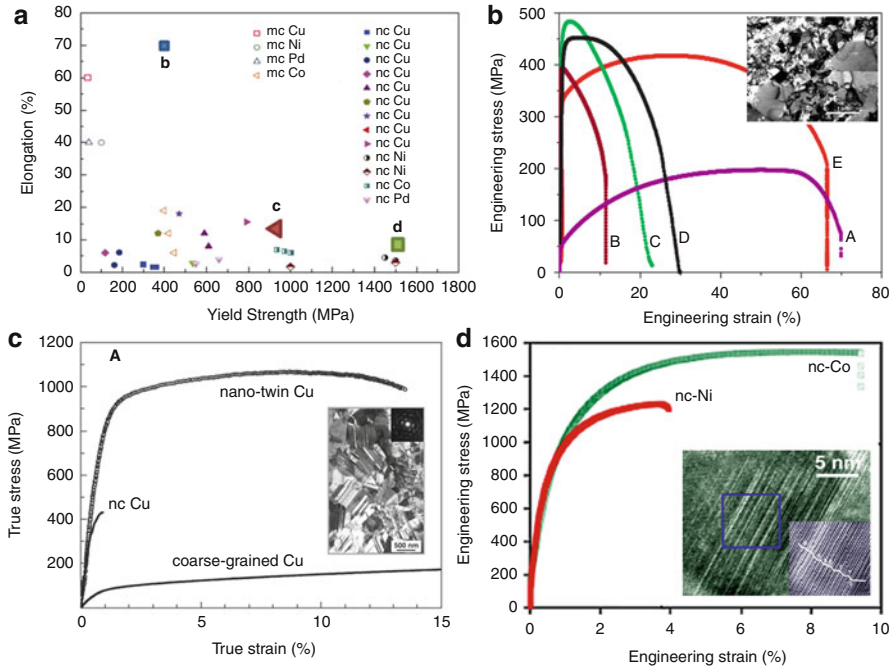 a
80
70
60
50
40
30
20
10
0
Elongation (%)
0 200 400 600 800 1000 1200 1400 1600 1800
Yield Strength (MPa)
b
c
d
mc Cu
mc Ni
mc Pd
mc Co
nc Cu
nc Cu
nc Cu
nc Cu
nc Cu
nc Cu
nc Cu
nc Cu
nc Cu
nc Ni
nc Ni
nc Co
nc Pd
b
500
400
300
200
100
0
Engineering stress (MPa)
0 20 40 60 80
Engineering strain (%)
B
C
D
E
A
c
A
1200
1000
800
600
400
200
True stress (MPa)
0 5 10 15
True strain (%)
nano-twin Cu
nc Cu
coarse-grained Cu
A
500 nm
d
1600
1400
1200
1000
800
600
400
200
0
Engineering stress (MPa)
0 2 4 6 8 10
Engineering strain (%)
nc-Co
nc-Ni
5 nm